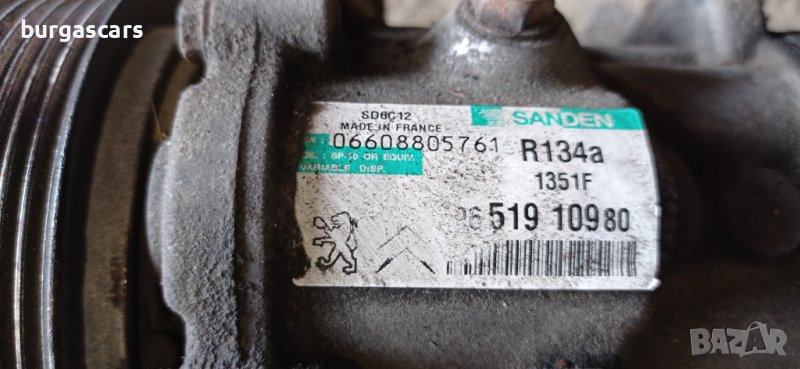 burgascars
SD6C12
SANDEN
MADE IN FRANCE
06608805761
R134a
OIL : SP-10 OR EQUIV.
VARIABLE DISP.
1351F
96 519 109 80
BAZAR